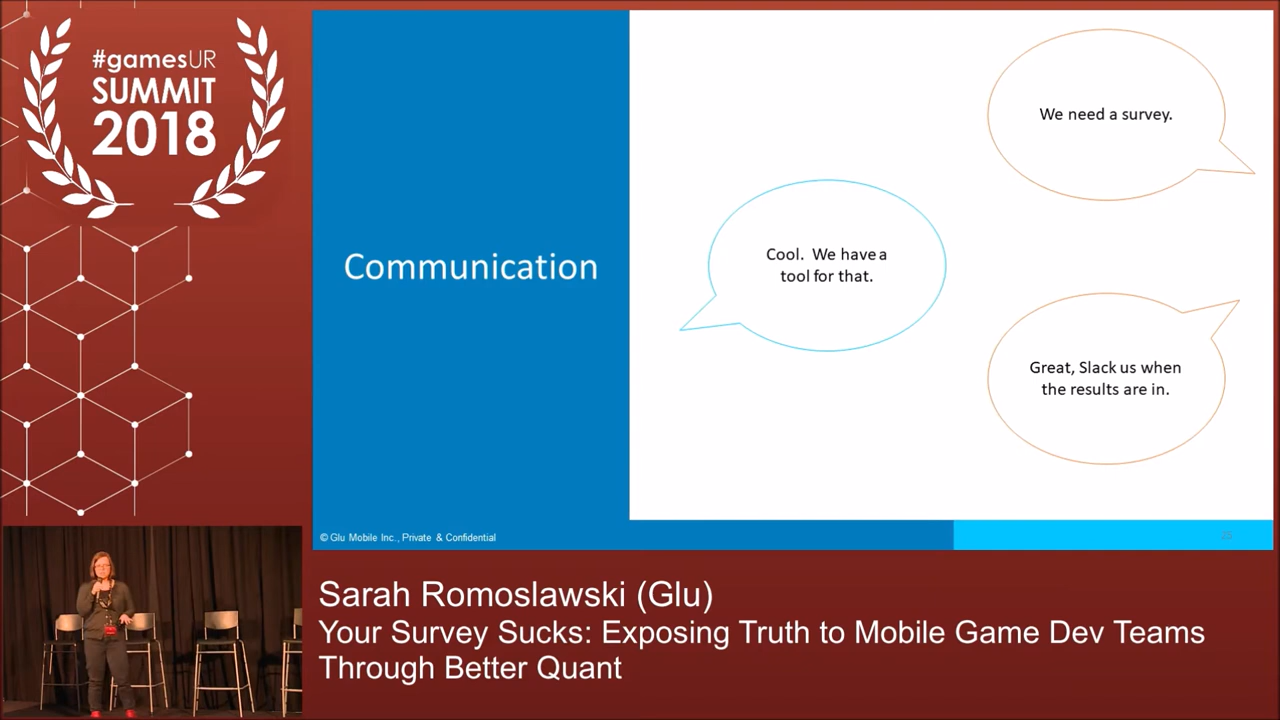 #gamesUR
SUMMIT
2018
Communication
We need a survey.
Cool. We have a
tool for that.
Great, Slack us when
the results are in.
© Glu Mobile Inc., Private & Confidential
25
Sarah Romoslawski (Glu)
Your Survey Sucks: Exposing Truth to Mobile Game Dev Teams
Through Better Quant